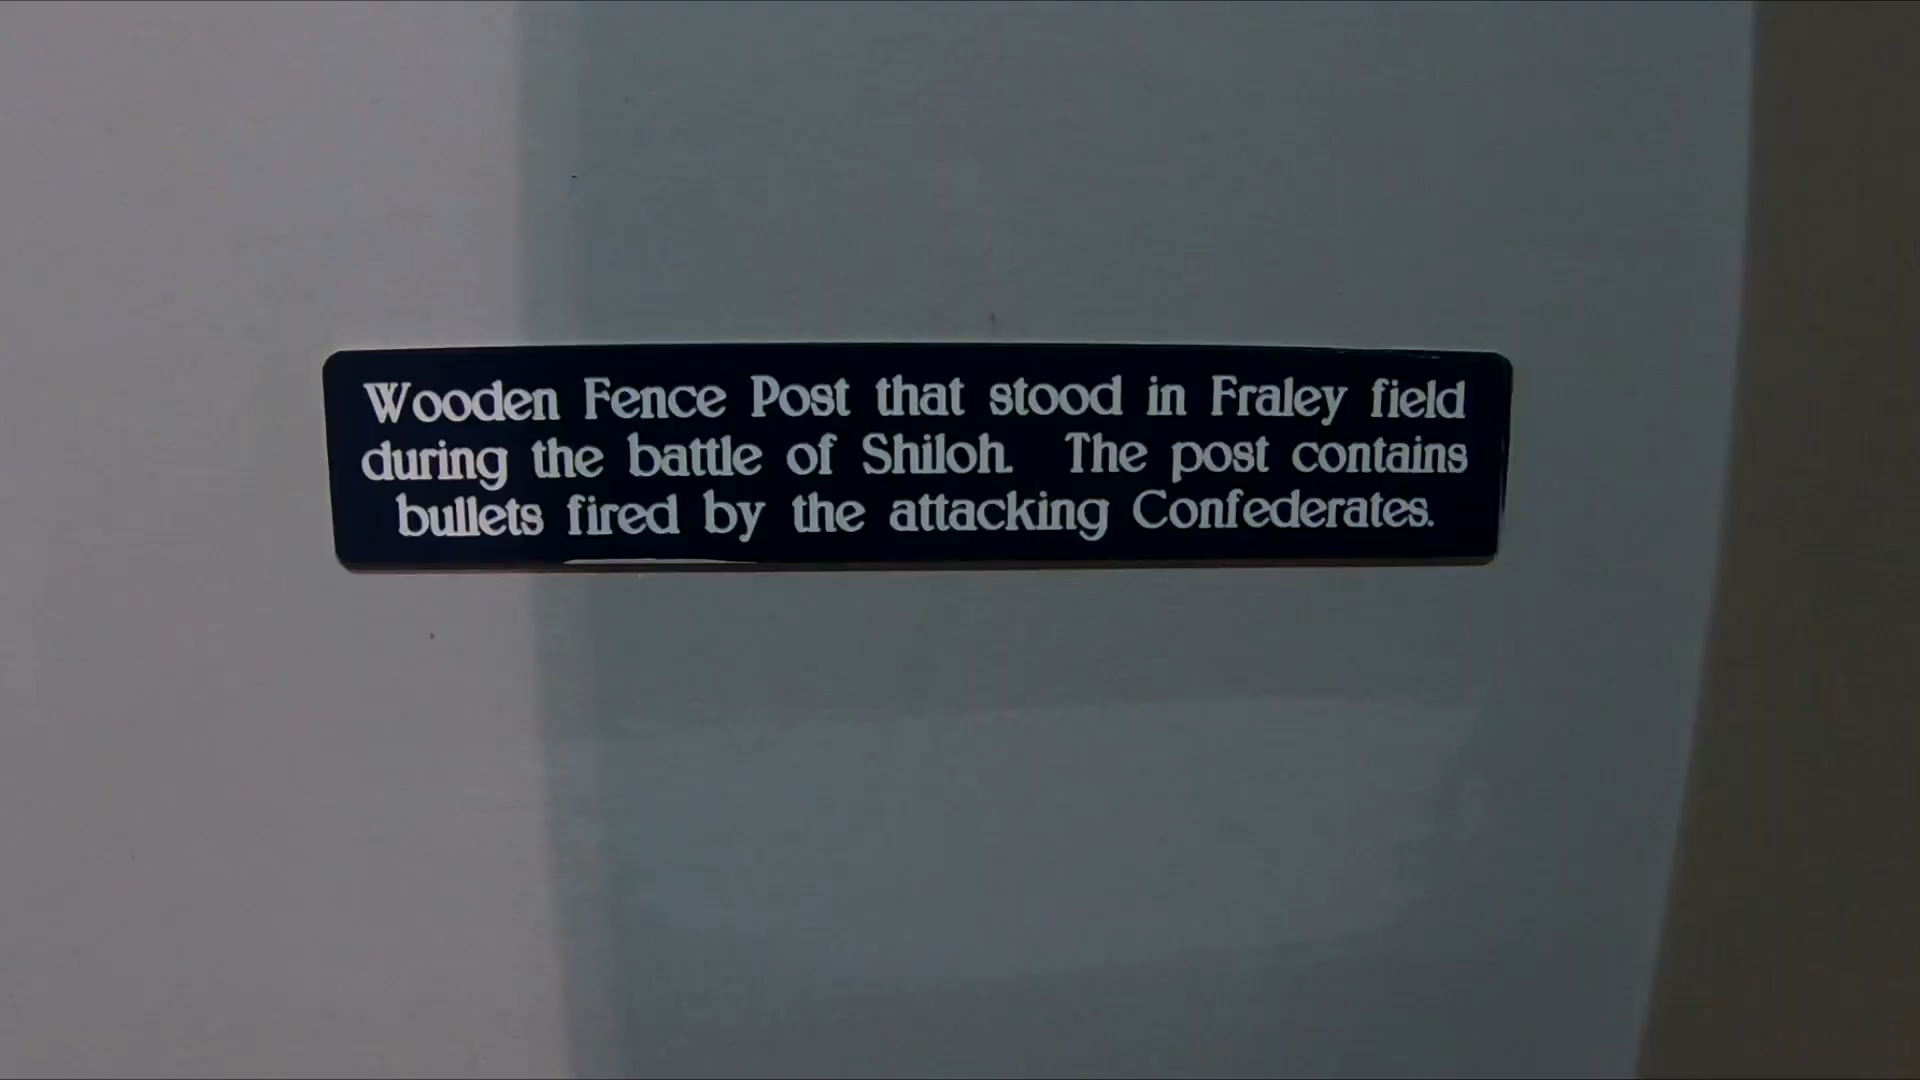 Wooden Fence Post that stood in Fraley field
during the battle of Shiloh. The post contains
bullets fired by the attacking Confederates.